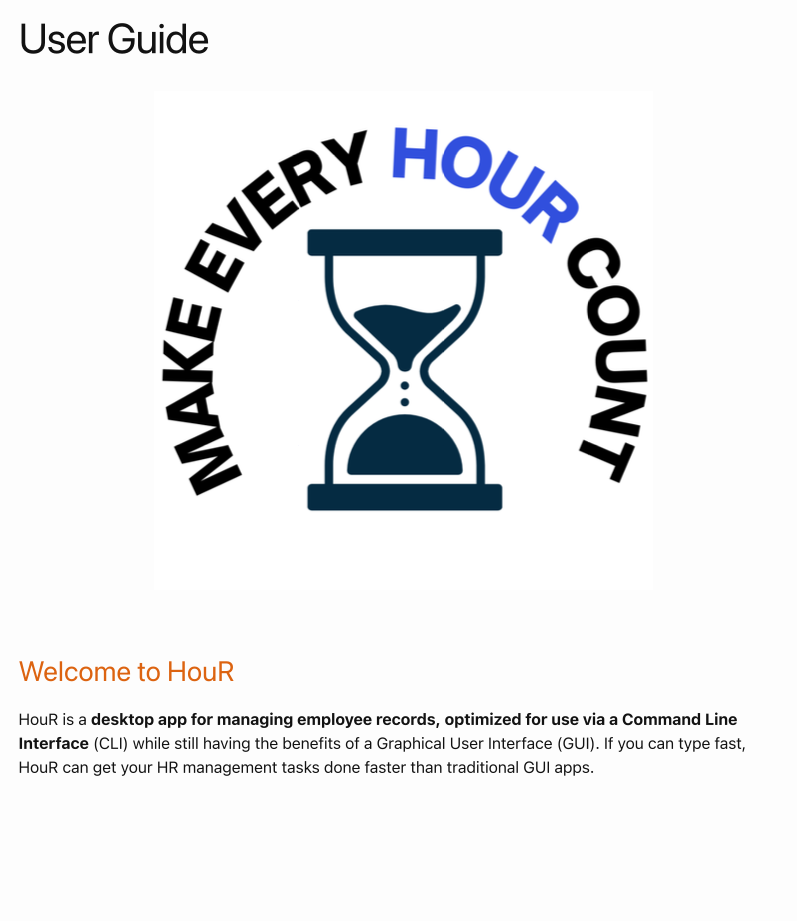 User Guide
MAKE EVERY HOUR COUNT
Welcome to HouR
HouR is a desktop app for managing employee records, optimized for use via a Command Line
Interface (CLI) while still having the benefits of a Graphical User Interface (GUI). If you can type fast,
HouR can get your HR management tasks done faster than traditional GUI apps.